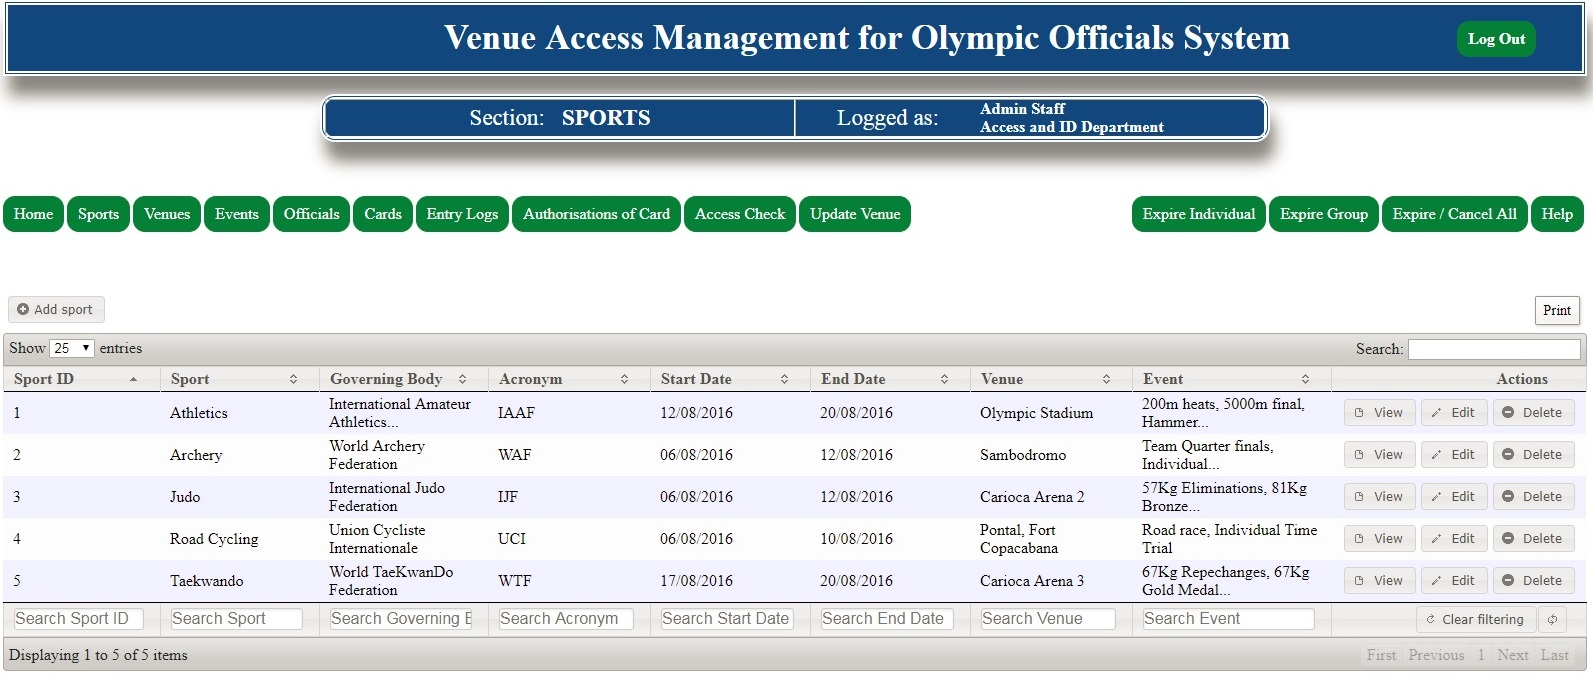 Venue Access Management for Olympic Officials System
Log Out
Section: SPORTS
Logged as: Admin Staff
Access and ID Department
Home Sports Venues Events Officials Cards Entry Logs Authorisations of Card Access Check Update Venue Expire Individual Expire Group Expire / Cancel All Help
Add sport
Print
Show 25 entries
Search:
Sport ID Sport Governing Body Acronym Start Date End Date Venue Event Actions
1 Athletics International Amateur Athletics... IAAF 12/08/2016 20/08/2016 Olympic Stadium 200m heats, 5000m final, Hammer... View Edit Delete
2 Archery World Archery Federation WAF 06/08/2016 12/08/2016 Sambodromo Team Quarter finals, Individual... View Edit Delete
3 Judo International Judo Federation IJF 06/08/2016 12/08/2016 Carioca Arena 2 57Kg Eliminations, 81Kg Bronze... View Edit Delete
4 Road Cycling Union Cycliste Internationale UCI 06/08/2016 10/08/2016 Pontal, Fort Copacabana Road race, Individual Time Trial View Edit Delete
5 Taekwando World TaeKwanDo Federation WTF 17/08/2016 20/08/2016 Carioca Arena 3 67Kg Repechanges, 67Kg Gold Medal... View Edit Delete
Search Sport ID Search Sport Search Governing Search Acronym Search Start Date Search End Date Search Venue Search Event Clear filtering
Displaying 1 to 5 of 5 items
First Previous 1 Next Last